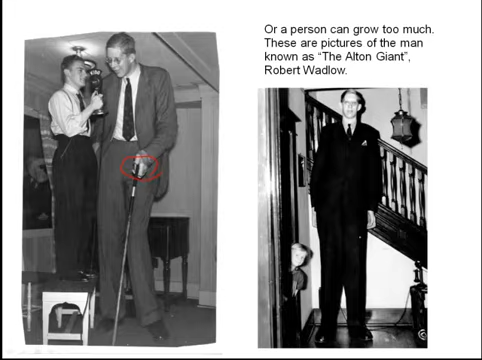 Or a person can grow too much.
These are pictures of the man
known as “The Alton Giant”,
Robert Wadlow.